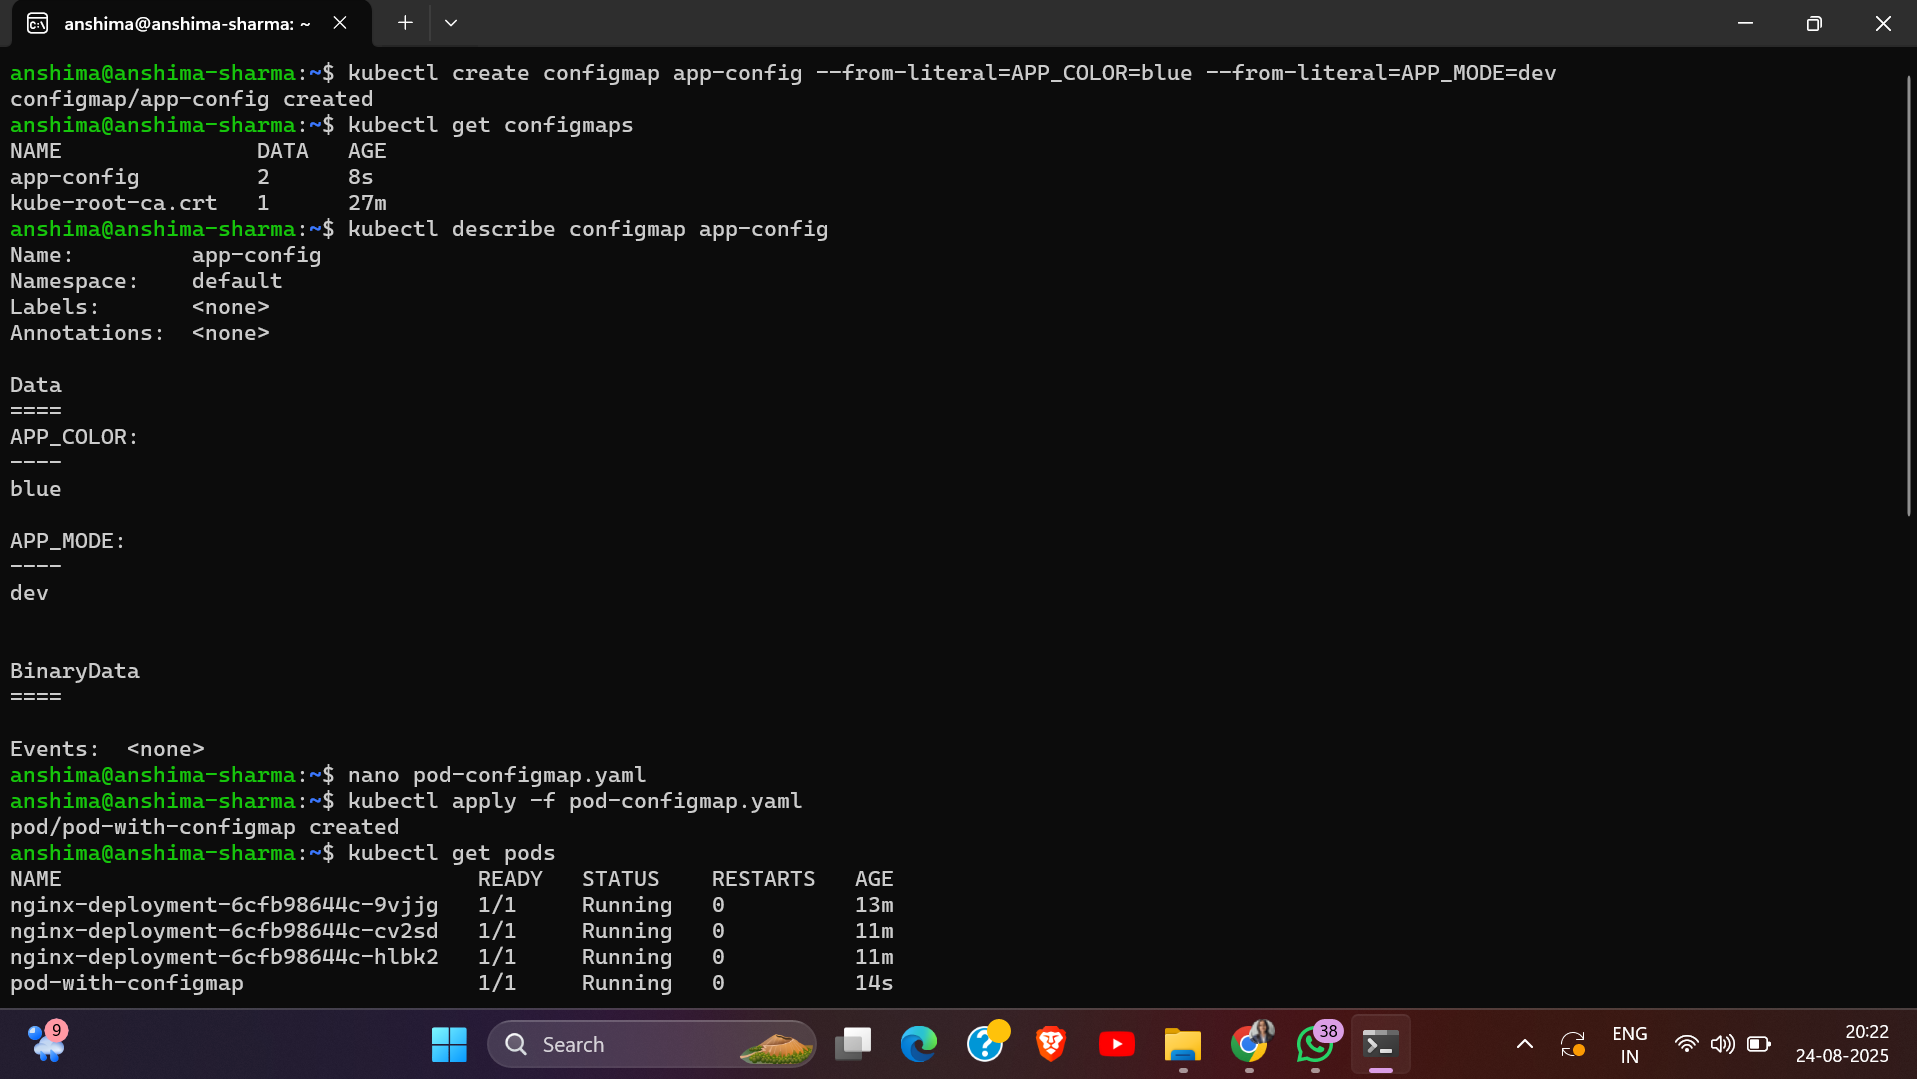 anshima@anshima-sharma: ~
anshima@anshima-sharma:~$ kubectl create configmap app-config --from-literal=APP_COLOR=blue --from-literal=APP_MODE=dev
configmap/app-config created
anshima@anshima-sharma:~$ kubectl get configmaps
NAME               DATA   AGE
app-config         2      8s
kube-root-ca.crt   1      27m
anshima@anshima-sharma:~$ kubectl describe configmap app-config
Name:         app-config
Namespace:    default
Labels:       <none>
Annotations:  <none>
Data
====
APP_COLOR:
----
blue
APP_MODE:
----
dev
BinaryData
====
Events:  <none>
anshima@anshima-sharma:~$ nano pod-configmap.yaml
anshima@anshima-sharma:~$ kubectl apply -f pod-configmap.yaml
pod/pod-with-configmap created
anshima@anshima-sharma:~$ kubectl get pods
NAME                                READY   STATUS    RESTARTS   AGE
nginx-deployment-6cfb98644c-9vjjg   1/1     Running   0          13m
nginx-deployment-6cfb98644c-cv2sd   1/1     Running   0          11m
nginx-deployment-6cfb98644c-hlbk2   1/1     Running   0          11m
pod-with-configmap                  1/1     Running   0          14s
9
Search
38
ENG
IN
20:22
24-08-2025